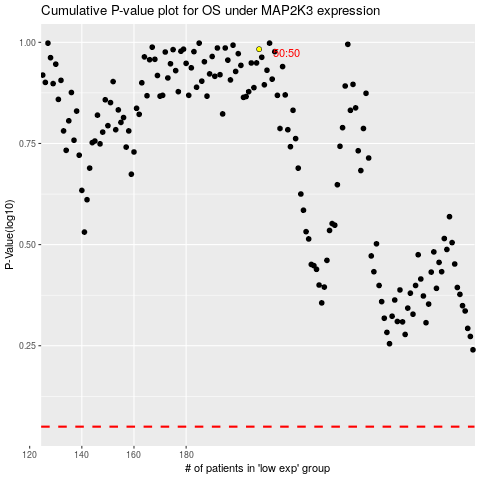 Cumulative P-value plot for OS under MAP2K3 expression
1.00
50:50
0.75
P-Value(log10)
0.50
0.25
120 140 160 180
# of patients in 'low exp' group